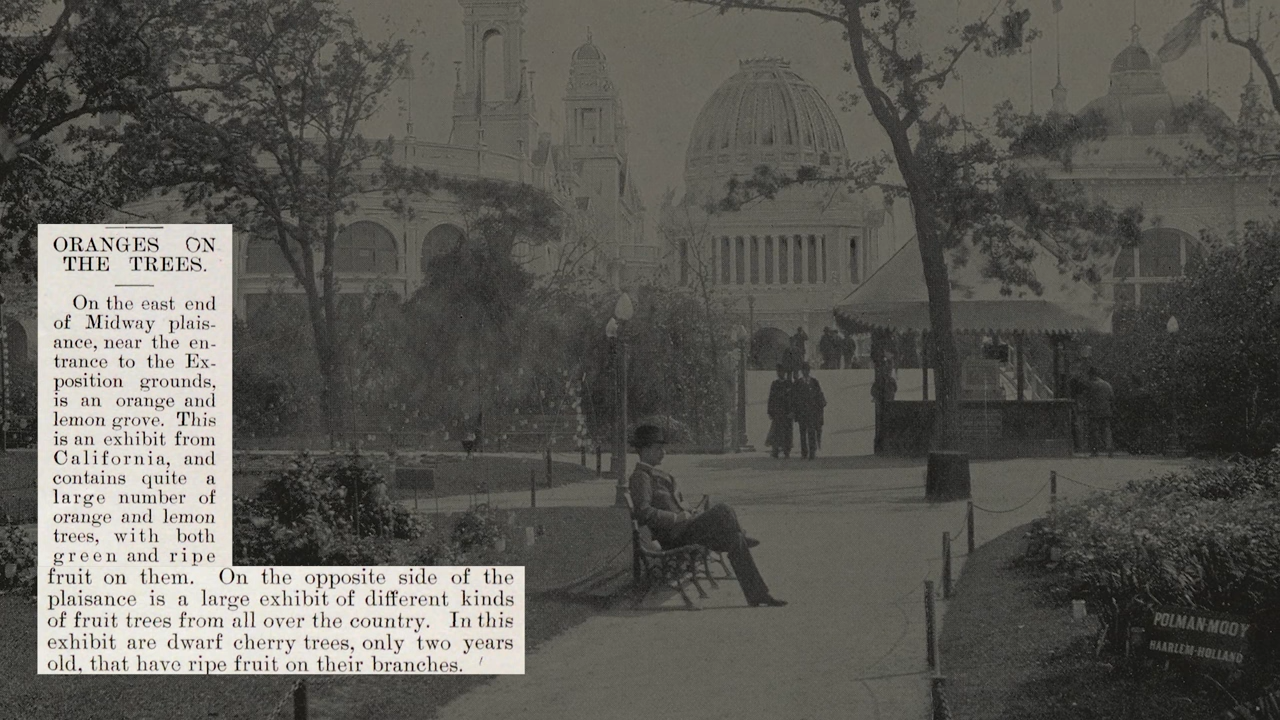 ORANGES ON
THE TREES.
On the east end
of Midway plais-
ance, near the en-
trance to the Ex-
position grounds,
is an orange and
lemon grove. This
is an exhibit from
California, and
contains quite a
large number of
orange and lemon
trees, with both
green and ripe
fruit on them. On the opposite side of the
plaisance is a large exhibit of different kinds
of fruit trees from all over the country. In this
exhibit are dwarf cherry trees, only two years
old, that have ripe fruit on their branches.
POLMAN-MOOY
HAARLEM-HOLLAND